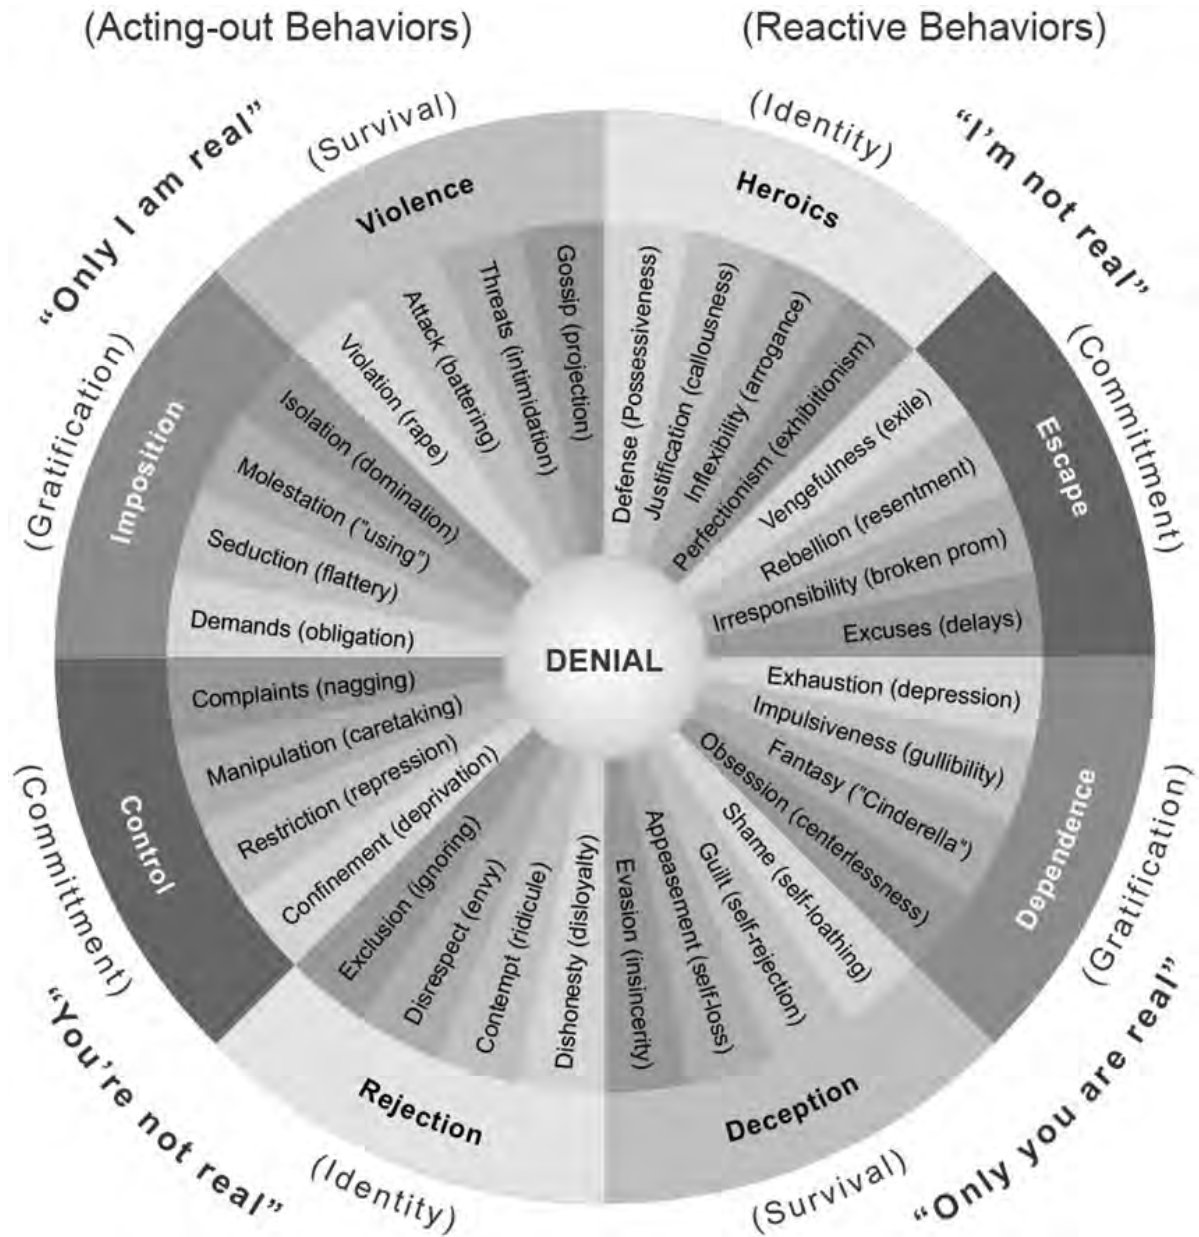 (Acting-out Behaviors)
(Reactive Behaviors)
“Only I am real”
(Survival)
(Identity)
“I’m not real”
Violence
Heroics
Gossip (projection)
Threats (intimidation)
Attack (battering)
Violation (rape)
Defense (Possessiveness)
Justification (callousness)
Inflexibility (arrogance)
Perfectionism (exhibitionism)
(Gratification)
Imposition
Isolation (domination)
Molestation ("using")
Seduction (flattery)
Demands (obligation)
(Committment)
Escape
Vengefulness (exile)
Rebellion (resentment)
Irresponsibility (broken prom)
Excuses (delays)
DENIAL
Complaints (nagging)
Manipulation (caretaking)
Restriction (repression)
Confinement (deprivation)
Control
(Committment)
Exhaustion (depression)
Impulsiveness (gullibility)
Fantasy ("Cinderella")
Obsession (centerlessness)
Dependence
(Gratification)
Exclusion (ignoring)
Disrespect (envy)
Contempt (ridicule)
Dishonesty (disloyalty)
Evasion (insincerity)
Appeasement (self-loss)
Guilt (self-rejection)
Shame (self-loathing)
Rejection
Deception
“You’re not real”
(Identity)
(Survival)
“Only you are real”